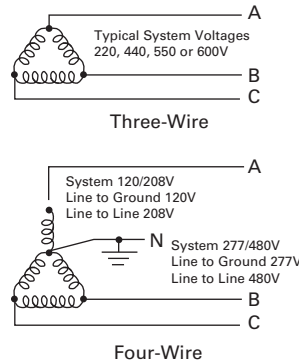 A
Typical System Voltages
220, 440, 550 or 600V
B
C
Three-Wire
A
System 120/208V
Line to Ground 120V
Line to Line 208V
N
System 277/480V
Line to Ground 277V
Line to Line 480V
B
C
Four-Wire